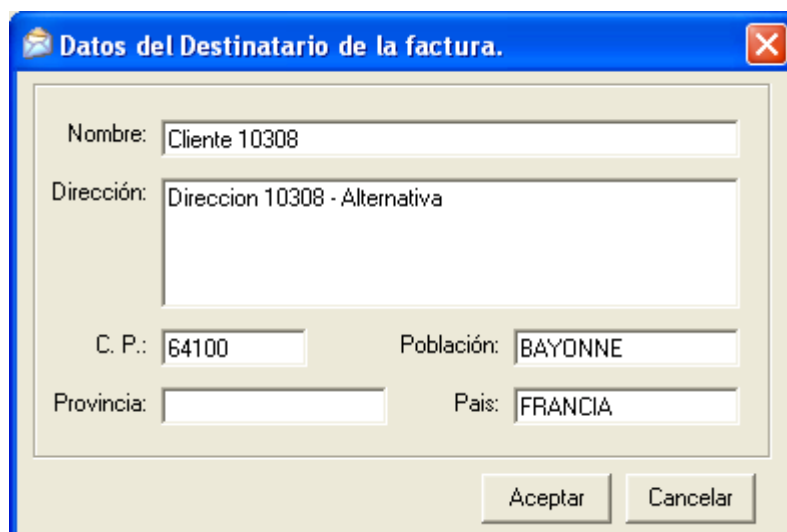 Datos del Destinatario de la factura.
Nombre: Cliente 10308
Dirección: Direccion 10308 - Alternativa
C. P.: 64100 Población: BAYONNE
Provincia: Pais: FRANCIA
Aceptar Cancelar